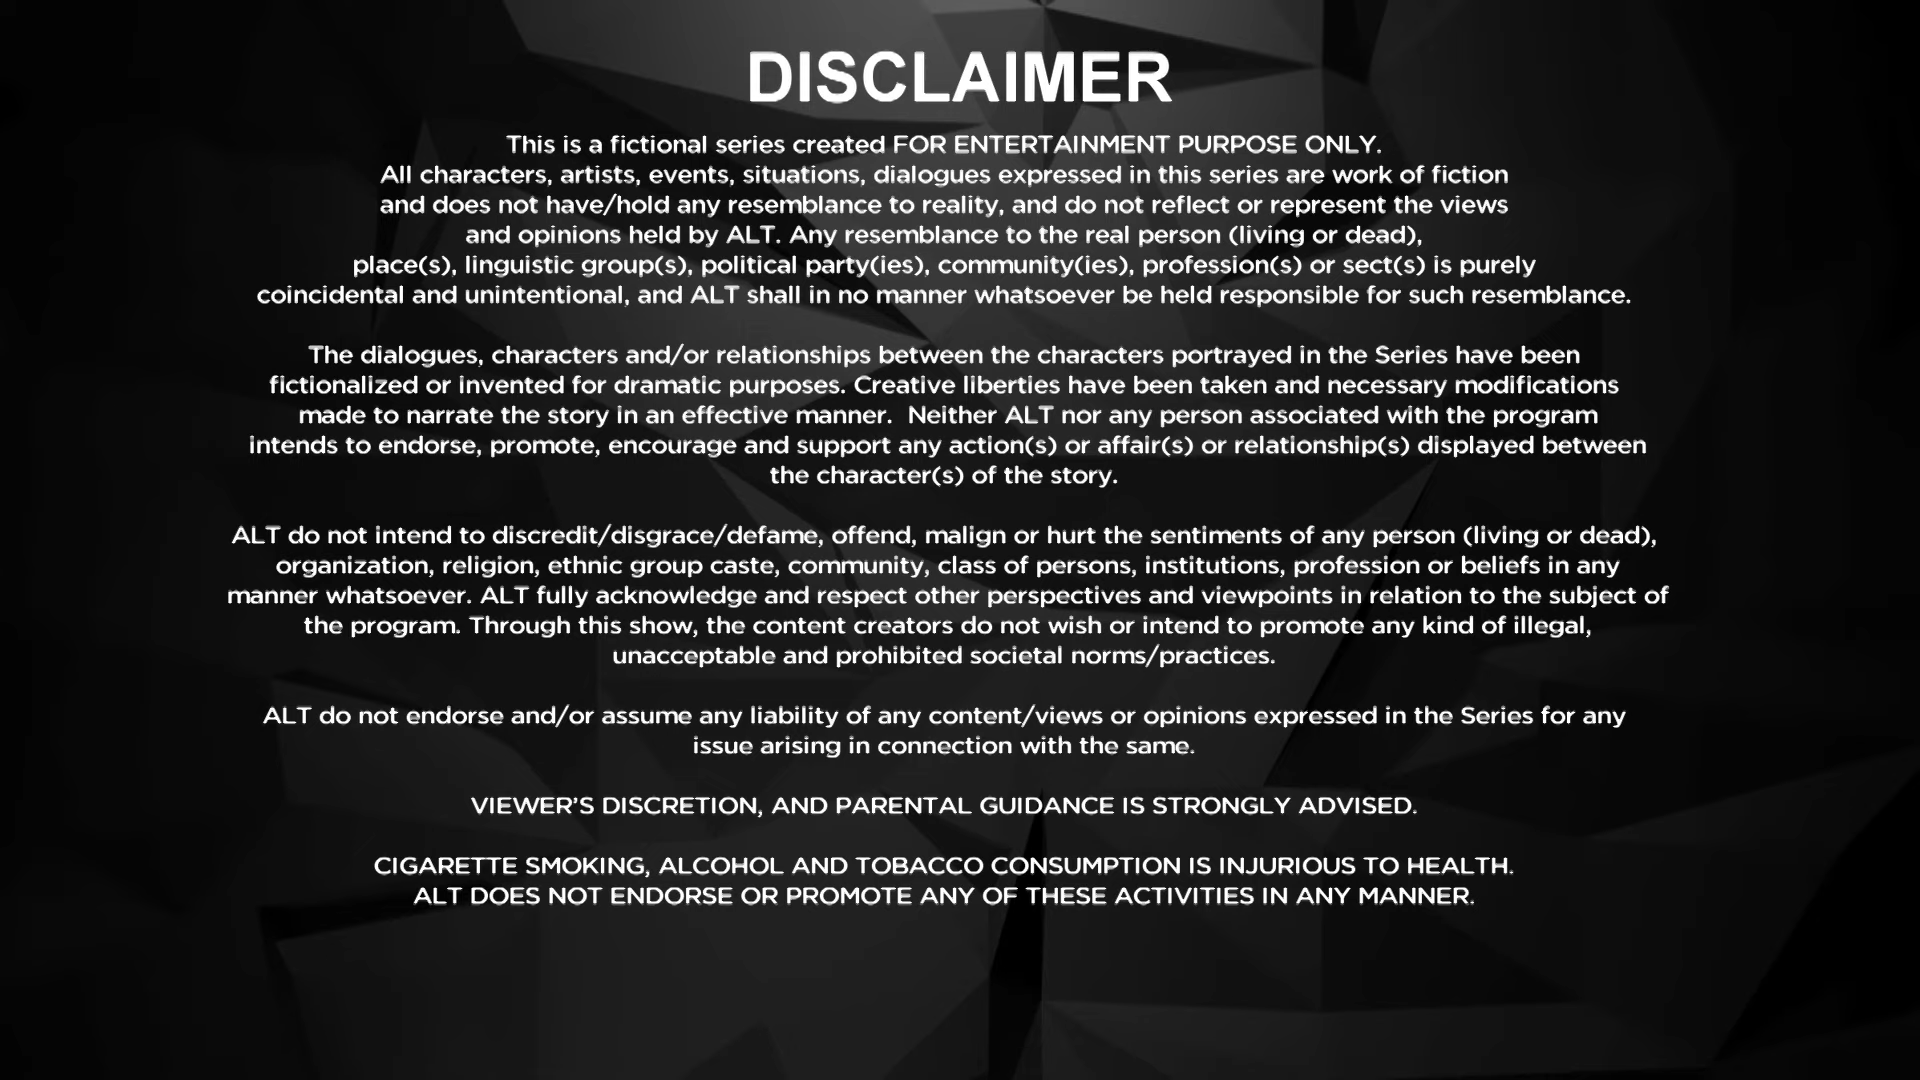 DISCLAIMER
This is a fictional series created FOR ENTERTAINMENT PURPOSE ONLY.
All characters, artists, events, situations, dialogues expressed in this series are work of fiction
and does not have/hold any resemblance to reality, and do not reflect or represent the views
and opinions held by ALT. Any resemblance to the real person (living or dead),
place(s), linguistic group(s), political party(ies), community(ies), profession(s) or sect(s) is purely
coincidental and unintentional, and ALT shall in no manner whatsoever be held responsible for such resemblance.
The dialogues, characters and/or relationships between the characters portrayed in the Series have been
fictionalized or invented for dramatic purposes. Creative liberties have been taken and necessary modifications
made to narrate the story in an effective manner.  Neither ALT nor any person associated with the program
intends to endorse, promote, encourage and support any action(s) or affair(s) or relationship(s) displayed between
the character(s) of the story.
ALT do not intend to discredit/disgrace/defame, offend, malign or hurt the sentiments of any person (living or dead),
organization, religion, ethnic group caste, community, class of persons, institutions, profession or beliefs in any
manner whatsoever. ALT fully acknowledge and respect other perspectives and viewpoints in relation to the subject of
the program. Through this show, the content creators do not wish or intend to promote any kind of illegal,
unacceptable and prohibited societal norms/practices.
ALT do not endorse and/or assume any liability of any content/views or opinions expressed in the Series for any
issue arising in connection with the same.
VIEWER'S DISCRETION, AND PARENTAL GUIDANCE IS STRONGLY ADVISED.
CIGARETTE SMOKING, ALCOHOL AND TOBACCO CONSUMPTION IS INJURIOUS TO HEALTH.
ALT DOES NOT ENDORSE OR PROMOTE ANY OF THESE ACTIVITIES IN ANY MANNER.